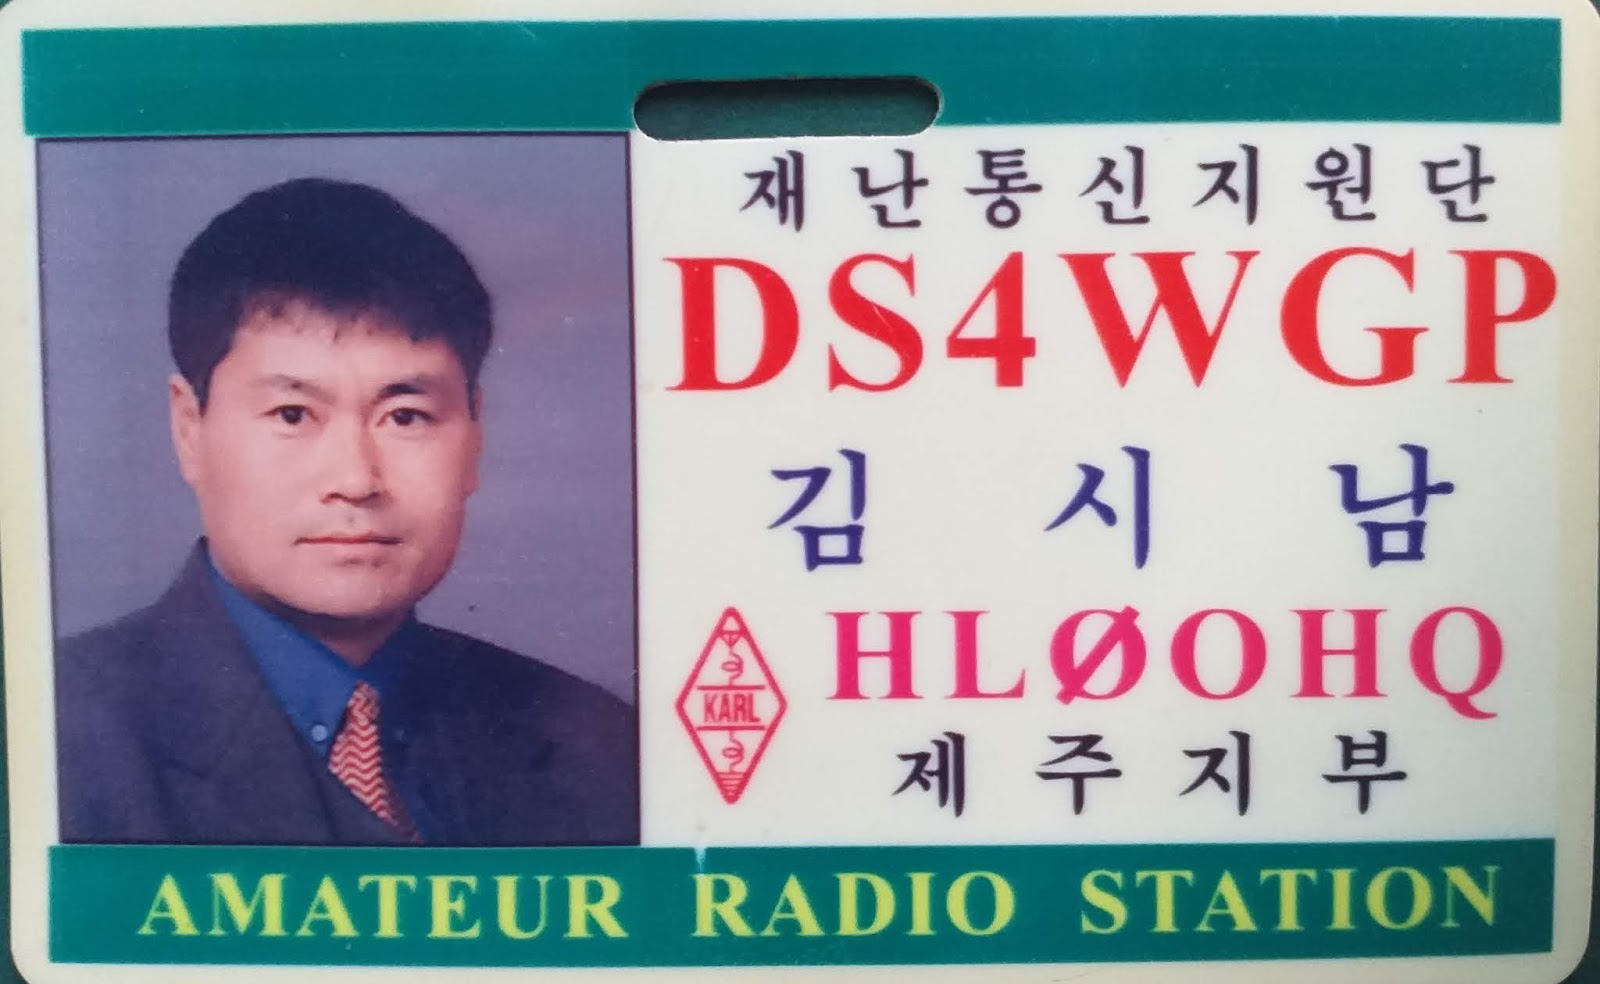 재난통신지원단
DS4WGP
김시남
HLØOHQ
KARL
제주지부
AMATEUR RADIO STATION